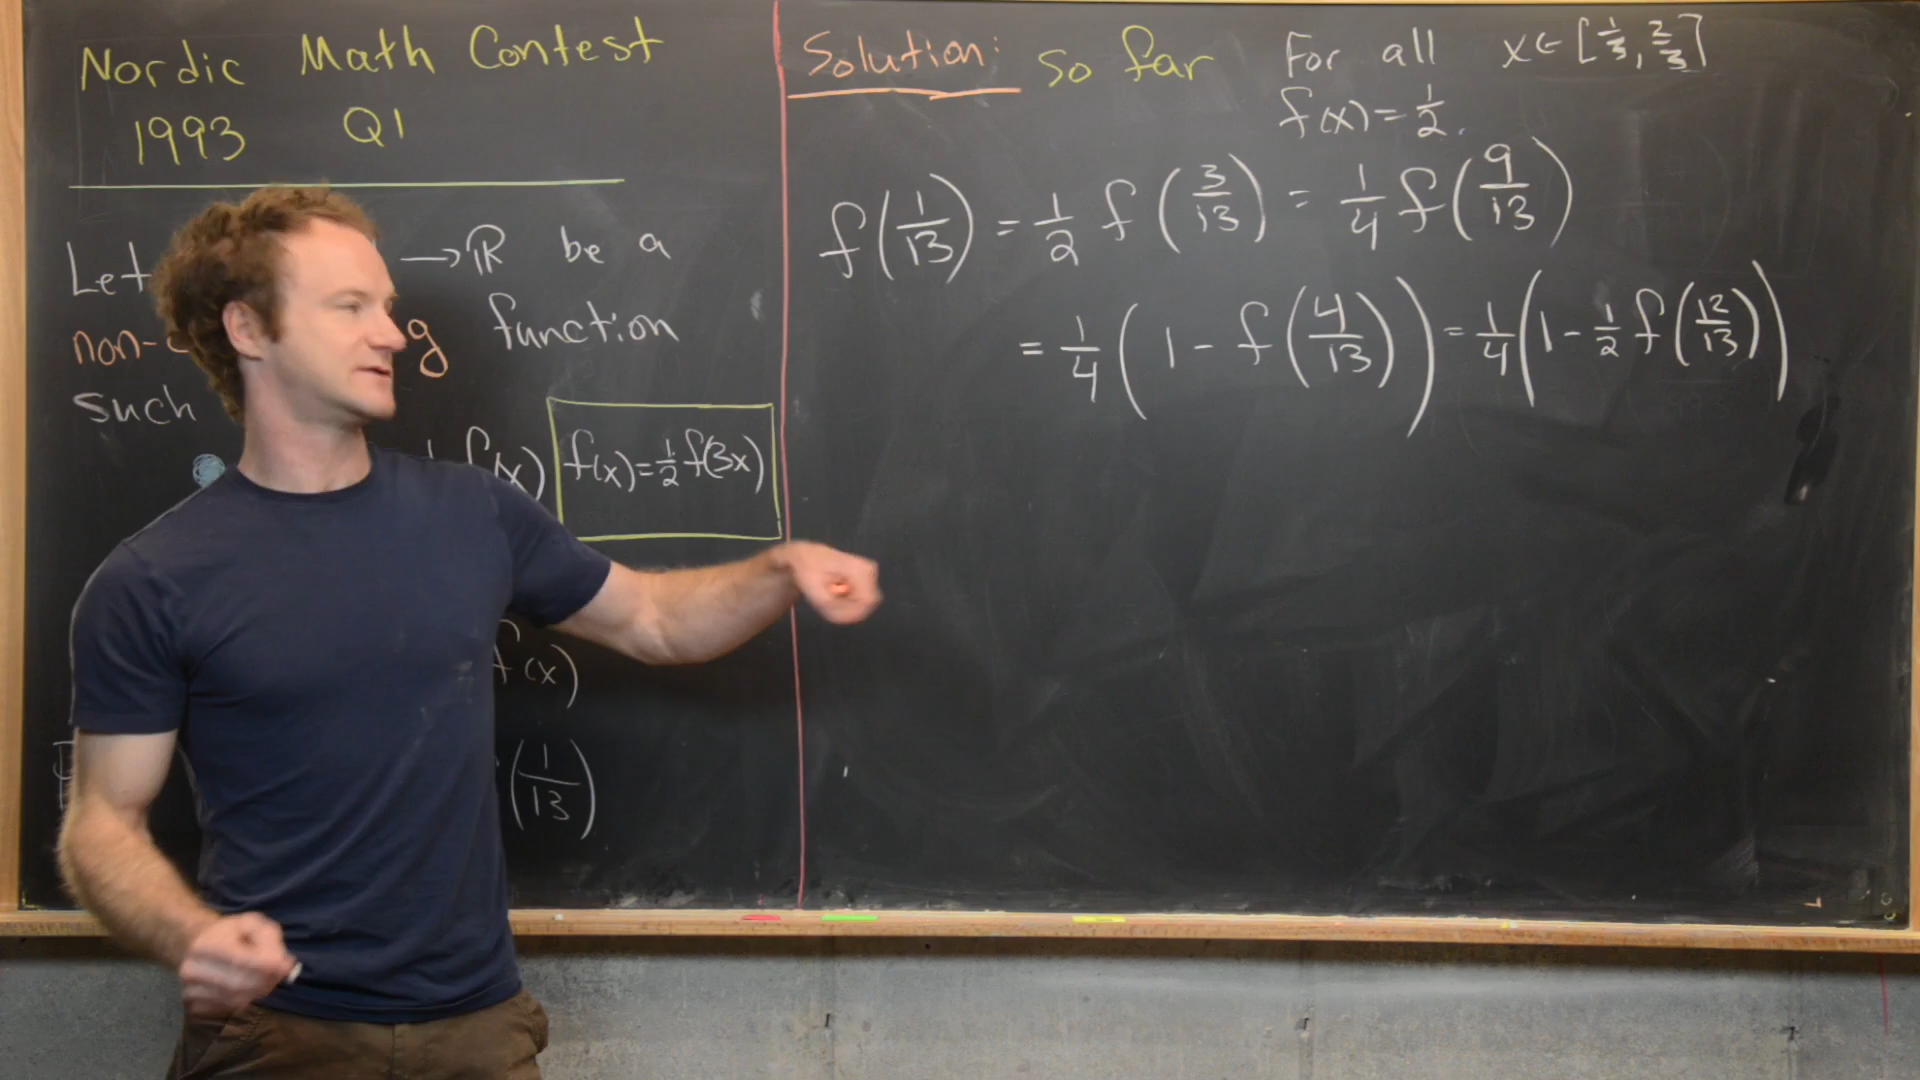 Nordic Math Contest
1993 Q1
Let → ℝ be a
non- g function
such
f(x) f(x)=½f(3x)
f(x)
(1/13)
Solution: So far For all x∈[1/3, 2/3]
f(x)=1/2.
f(1/13) = 1/2 f(3/13) = 1/4 f(9/13)
= 1/4(1 - f(4/13)) = 1/4(1 - 1/2 f(12/13))